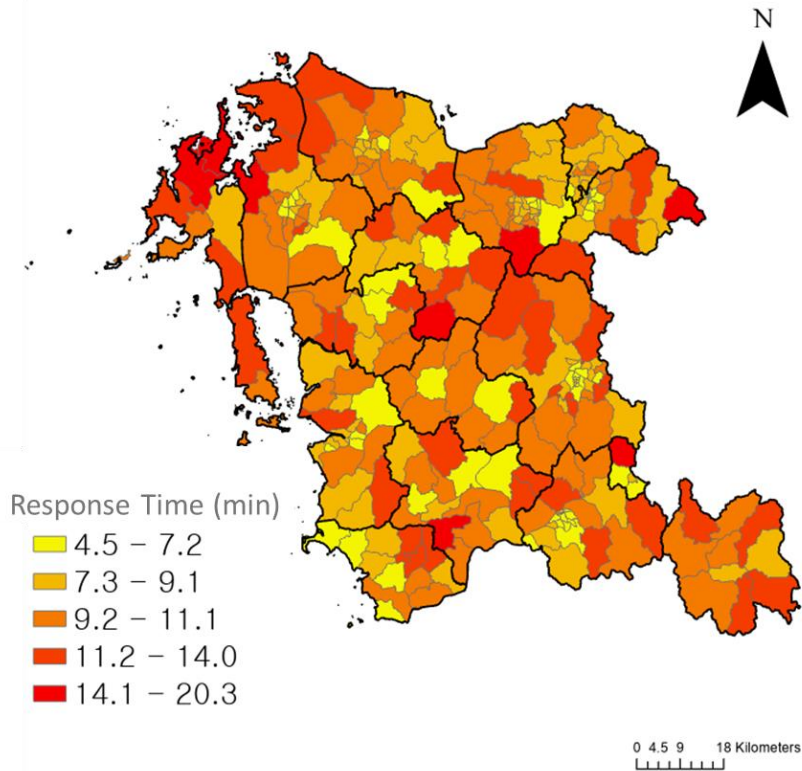 N
Response Time (min)
4.5 – 7.2
7.3 – 9.1
9.2 – 11.1
11.2 – 14.0
14.1 – 20.3
0 4.5 9 18 Kilometers